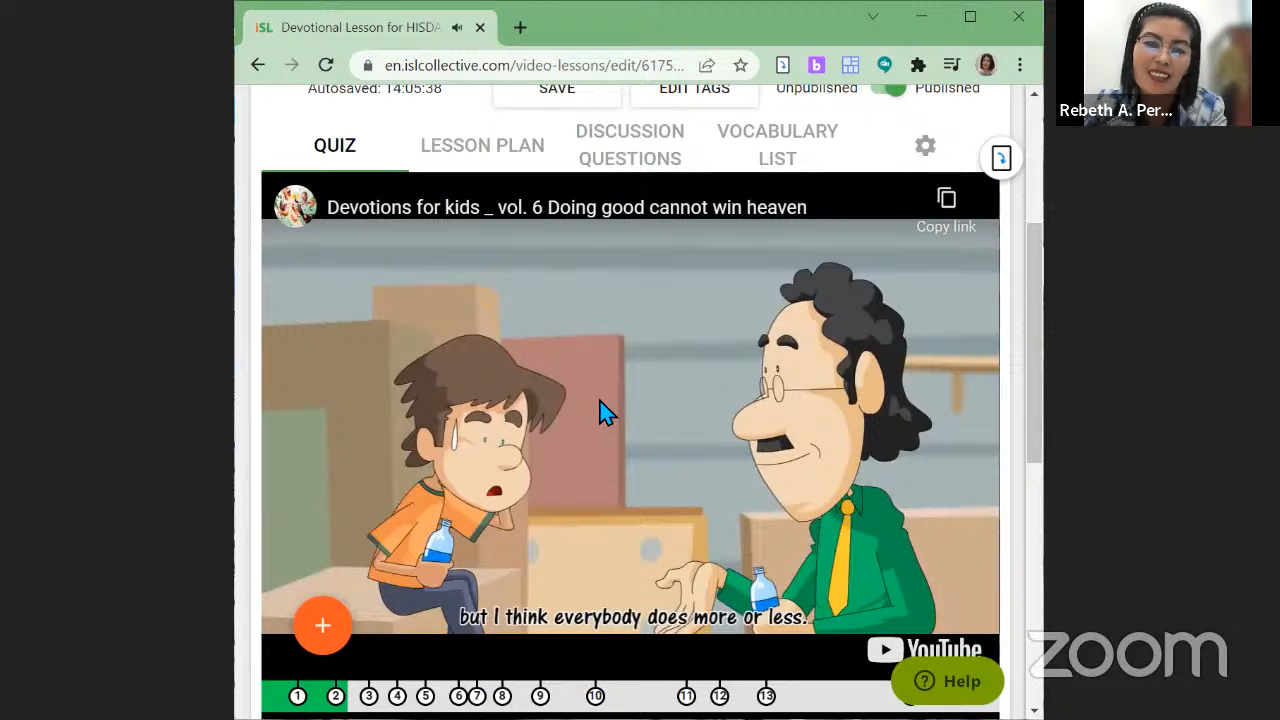 iSL Devotional Lesson for HISDA
en.islcollective.com/video-lessons/edit/6175...
Autosaved: 14:05:38
SAVE
EDIT TAGS
Unpublished
Published
QUIZ
LESSON PLAN
DISCUSSION
QUESTIONS
VOCABULARY
LIST
Devotions for kids _ vol. 6 Doing good cannot win heaven
Copy link
but I think everybody does more or less.
YouTube
Help
1 2 3 4 5 6 7 8 9 10 11 12 13
Rebeth A. Per...
zoom